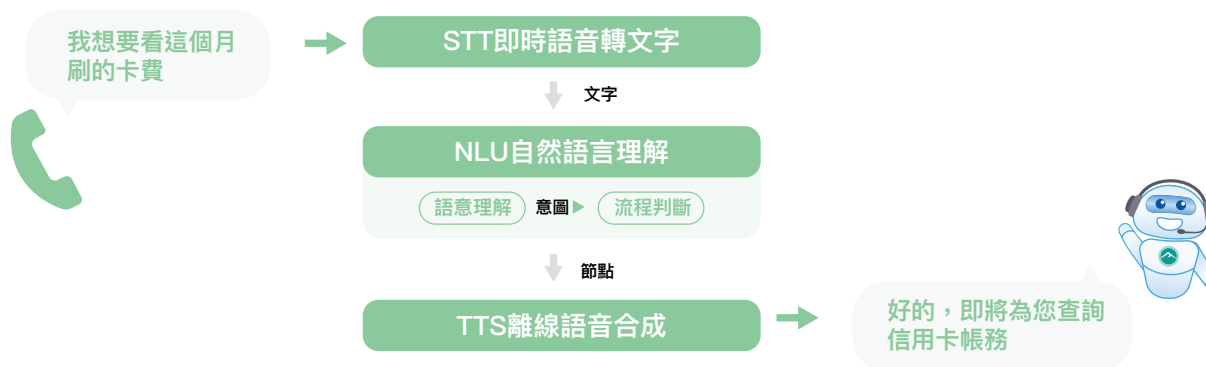 我想要看這個月
刷的卡費
STT即時語音轉文字
文字
NLU自然語言理解
語意理解 意圖 流程判斷
節點
TTS離線語音合成
好的，即將為您查詢
信用卡帳務